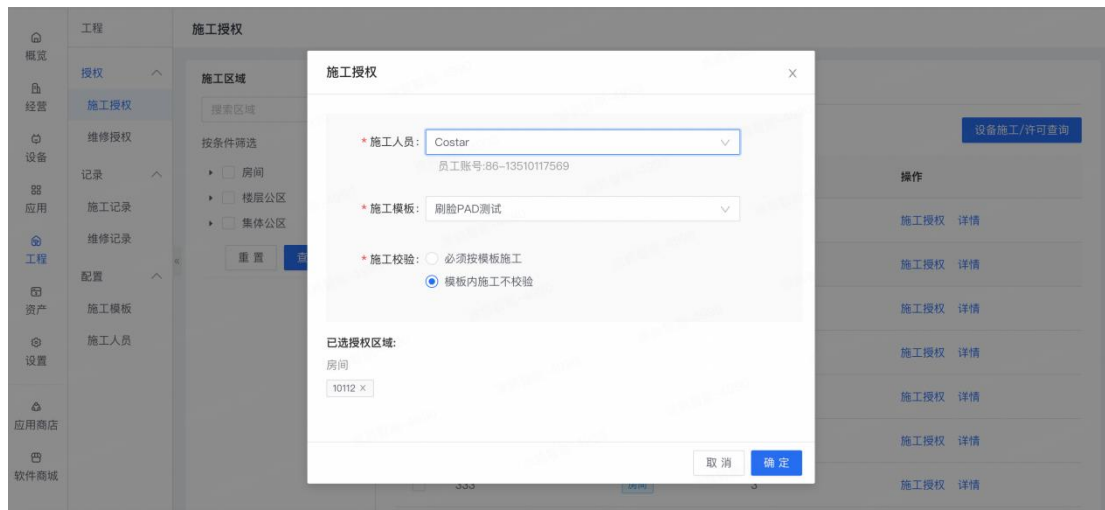 概览
经营
设备
应用
工程
资产
设置
应用商店
软件商城
工程
授权
施工授权
维修授权
记录
施工记录
维修记录
配置
施工模板
施工人员
施工授权
施工区域
搜索区域
按条件筛选
房间
楼层公区
集体公区
重 置
查
施工授权
* 施工人员: Costar
员工账号:86-13510117569
* 施工模板: 刷脸PAD测试
* 施工校验: 必须按模板施工
模板内施工不校验
已选授权区域:
房间
10112 ×
取 消 确 定
设备施工/许可查询
操作
施工授权 详情
施工授权 详情
施工授权 详情
施工授权 详情
施工授权 详情
施工授权 详情
333 房间 3 施工授权 详情